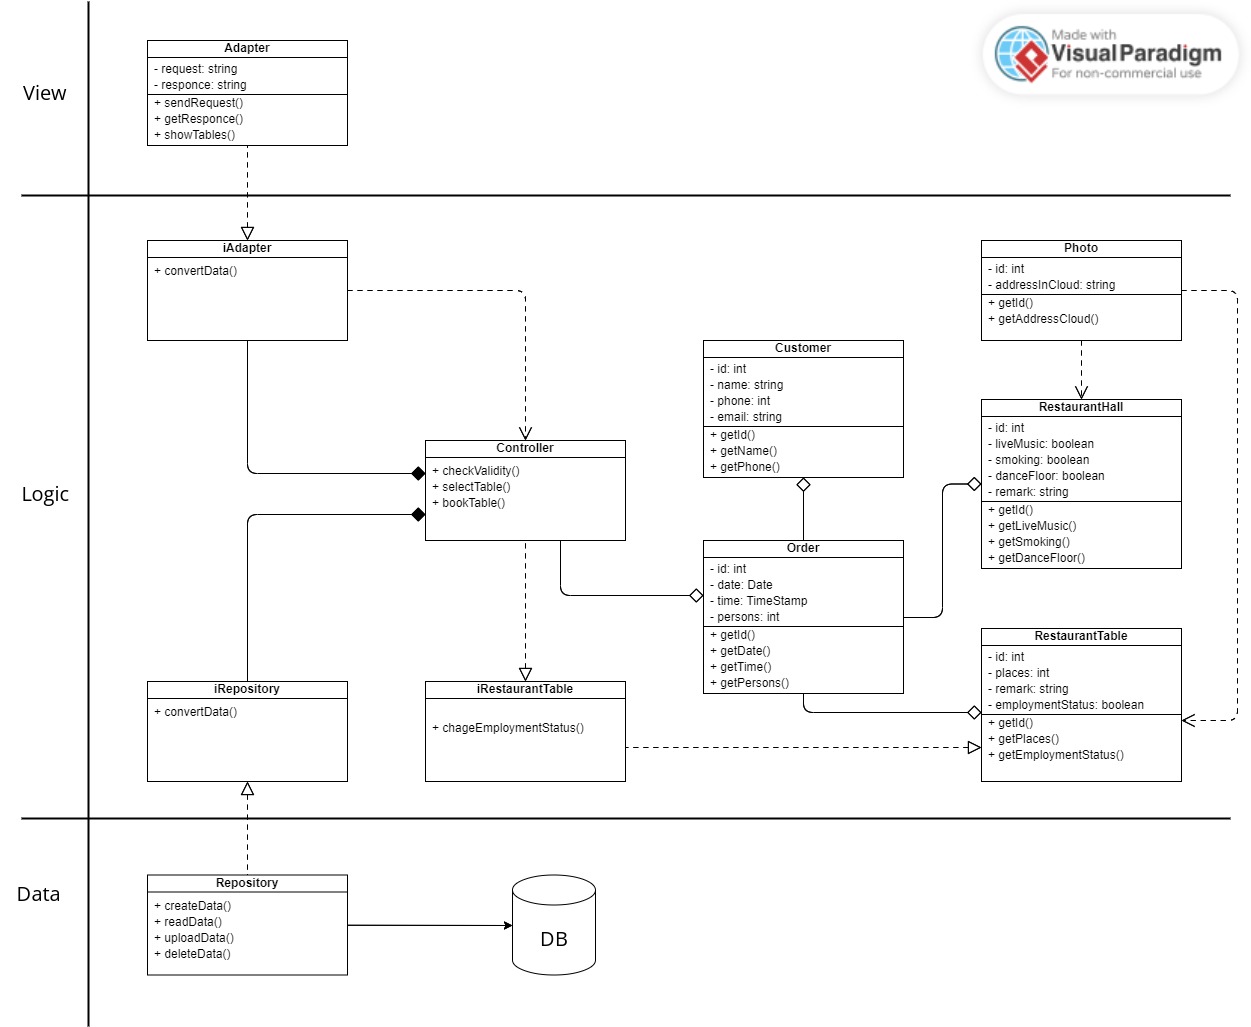 Made with
Visual Paradigm
For non-commercial use
View
Adapter
- request: string
- responce: string
+ sendRequest()
+ getResponce()
+ showTables()
Logic
iAdapter
+ convertData()
Photo
- id: int
- addressInCloud: string
+ getId()
+ getAddressCloud()
Customer
- id: int
- name: string
- phone: int
- email: string
+ getId()
+ getName()
+ getPhone()
RestaurantHall
- id: int
- liveMusic: boolean
- smoking: boolean
- danceFloor: boolean
- remark: string
+ getId()
+ getLiveMusic()
+ getSmoking()
+ getDanceFloor()
Controller
+ checkValidity()
+ selectTable()
+ bookTable()
Order
- id: int
- date: Date
- time: TimeStamp
- persons: int
+ getId()
+ getDate()
+ getTime()
+ getPersons()
RestaurantTable
- id: int
- places: int
- remark: string
- employmentStatus: boolean
+ getId()
+ getPlaces()
+ getEmploymentStatus()
iRepository
+ convertData()
iRestaurantTable
+ chageEmploymentStatus()
Data
Repository
+ createData()
+ readData()
+ uploadData()
+ deleteData()
DB